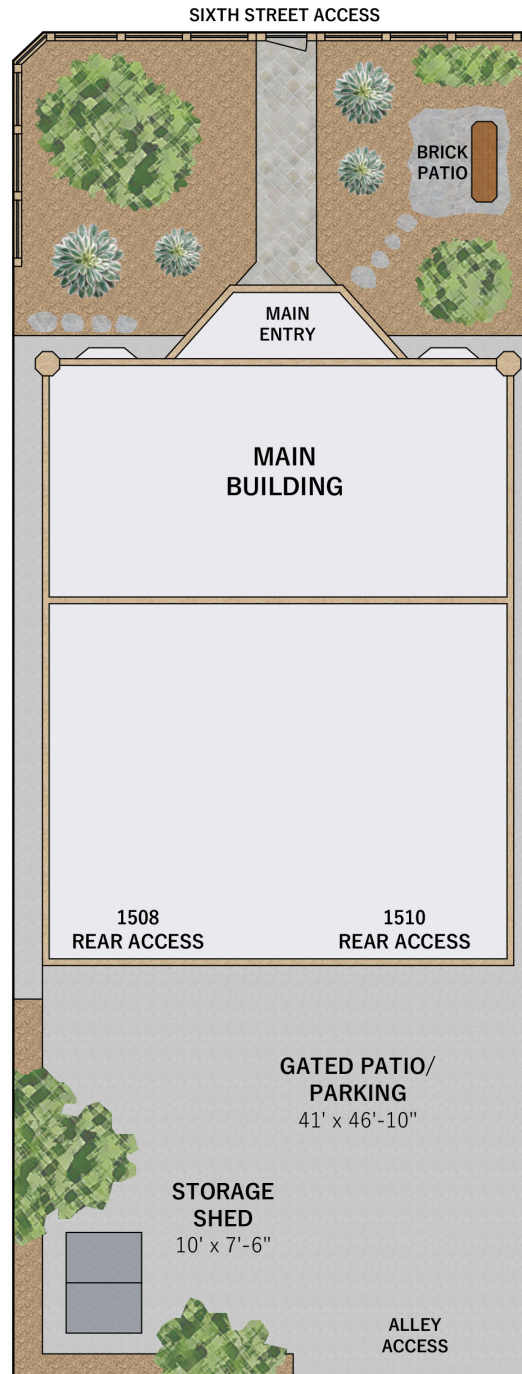 SIXTH STREET ACCESS
BRICK
PATIO
MAIN
ENTRY
MAIN
BUILDING
1508
REAR ACCESS
1510
REAR ACCESS
GATED PATIO/
PARKING
41' x 46'-10"
STORAGE
SHED
10' x 7'-6"
ALLEY
ACCESS